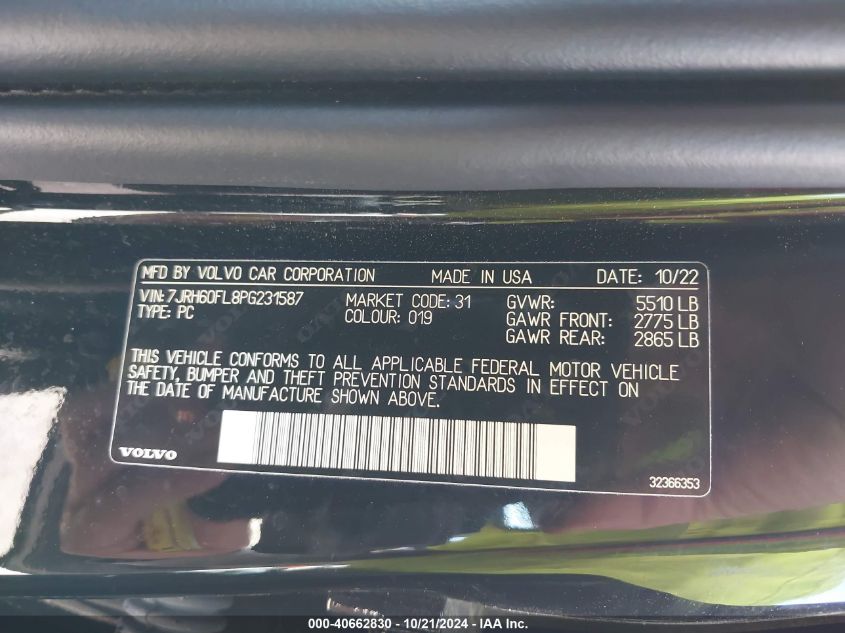 MFD BY VOLVO CAR CORPORATION MADE IN USA DATE: 10/22
VIN: 7JRH60FL8PG231587 MARKET CODE: 31 GVWR: 5510 LB
TYPE: PC COLOUR: 019 GAWR FRONT: 2775 LB
GAWR REAR: 2865 LB
THIS VEHICLE CONFORMS TO ALL APPLICABLE FEDERAL MOTOR VEHICLE
SAFETY, BUMPER AND THEFT PREVENTION STANDARDS IN EFFECT ON
THE DATE OF MANUFACTURE SHOWN ABOVE.
VOLVO
32366353
000-40662830 - 10/21/2024 - IAA Inc.